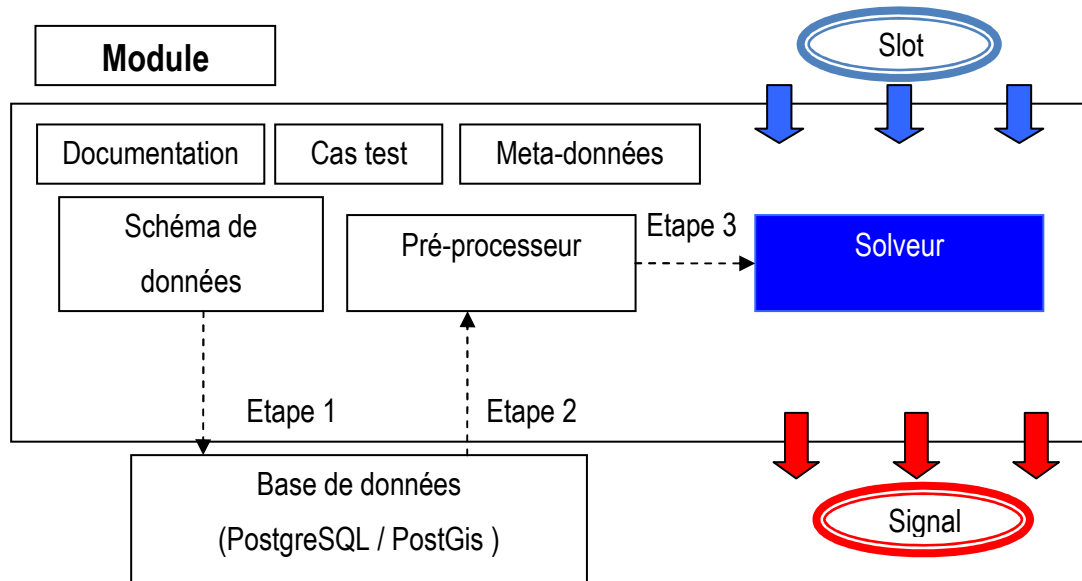 Slot
Module
Documentation
Cas test
Meta-données
Schéma de
données
Pré-processeur
Etape 3
Solveur
Etape 1
Etape 2
Base de données
(PostgreSQL / PostGis )
Signal